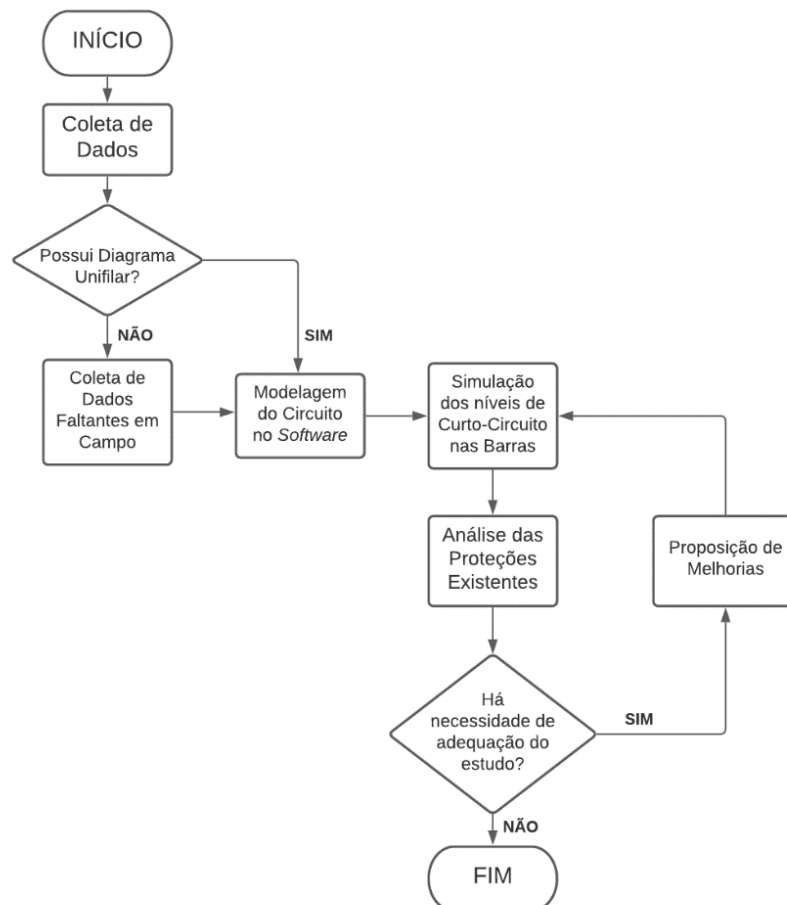 INÍCIO
Coleta de
Dados
Possui Diagrama
Unifilar?
NÃO
SIM
Coleta de
Dados
Faltantes em
Campo
Modelagem
do Circuito
no Software
Simulação
dos níveis de
Curto-Circuito
nas Barras
Análise das
Proteções
Existentes
Proposição de
Melhorias
Há
necessidade de
adequação do
estudo?
SIM
NÃO
FIM